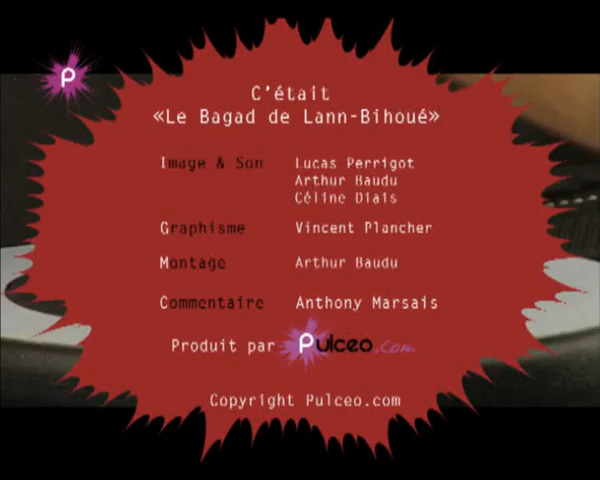 P
C'était
«Le Bagad de Lann-Bihoué»
Image & Son Lucas Perrigot
Arthur Baudu
Céline Diais
Graphisme Vincent Plancher
Montage Arthur Baudu
Commentaire Anthony Marsais
Produit par Pulceo.com
Copyright Pulceo.com